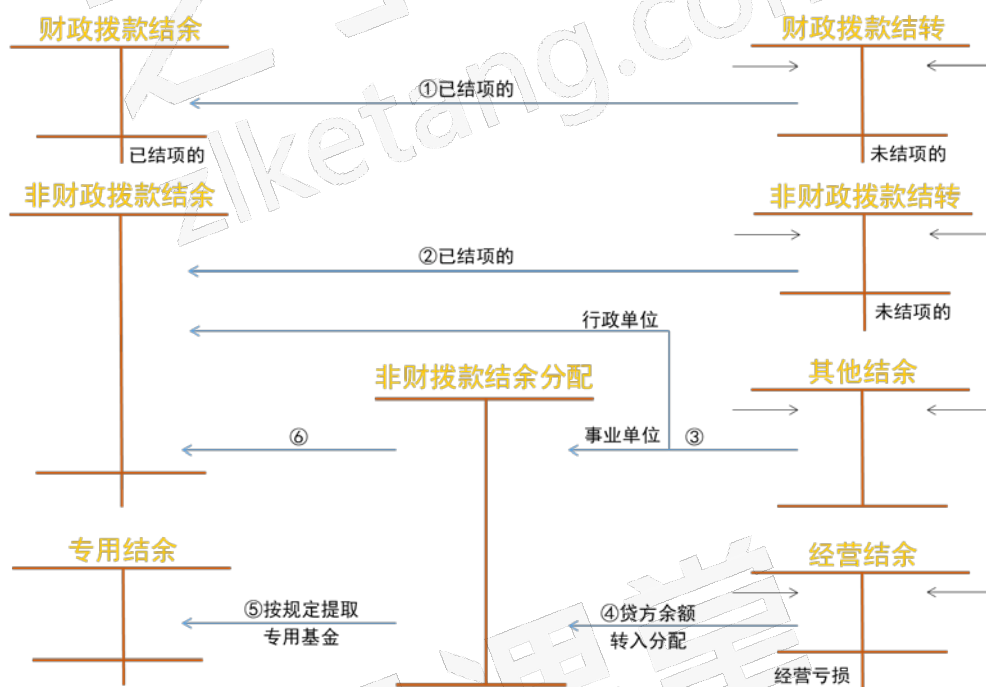 财政拨款结余
财政拨款结转
①已结项的
已结项的
未结项的
非财政拨款结余
非财政拨款结转
②已结项的
未结项的
行政单位
其他结余
非财拨款结余分配
事业单位
③
⑥
专用结余
经营结余
⑤按规定提取
专用基金
④贷方余额
转入分配
经营亏损
zlketang.co
课堂